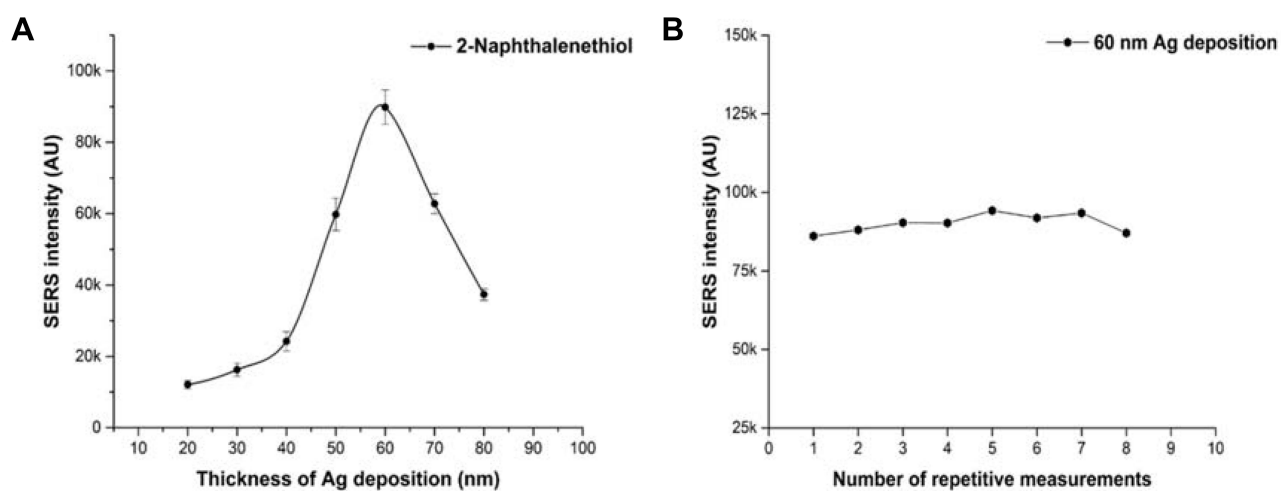 A
2-Naphthalenethiol
100k
80k
60k
40k
20k
0
SERS intensity (AU)
10 20 30 40 50 60 70 80 90 100
Thickness of Ag deposition (nm)
B
60 nm Ag deposition
150k
125k
100k
75k
50k
25k
SERS intensity (AU)
0 1 2 3 4 5 6 7 8 9 10
Number of repetitive measurements